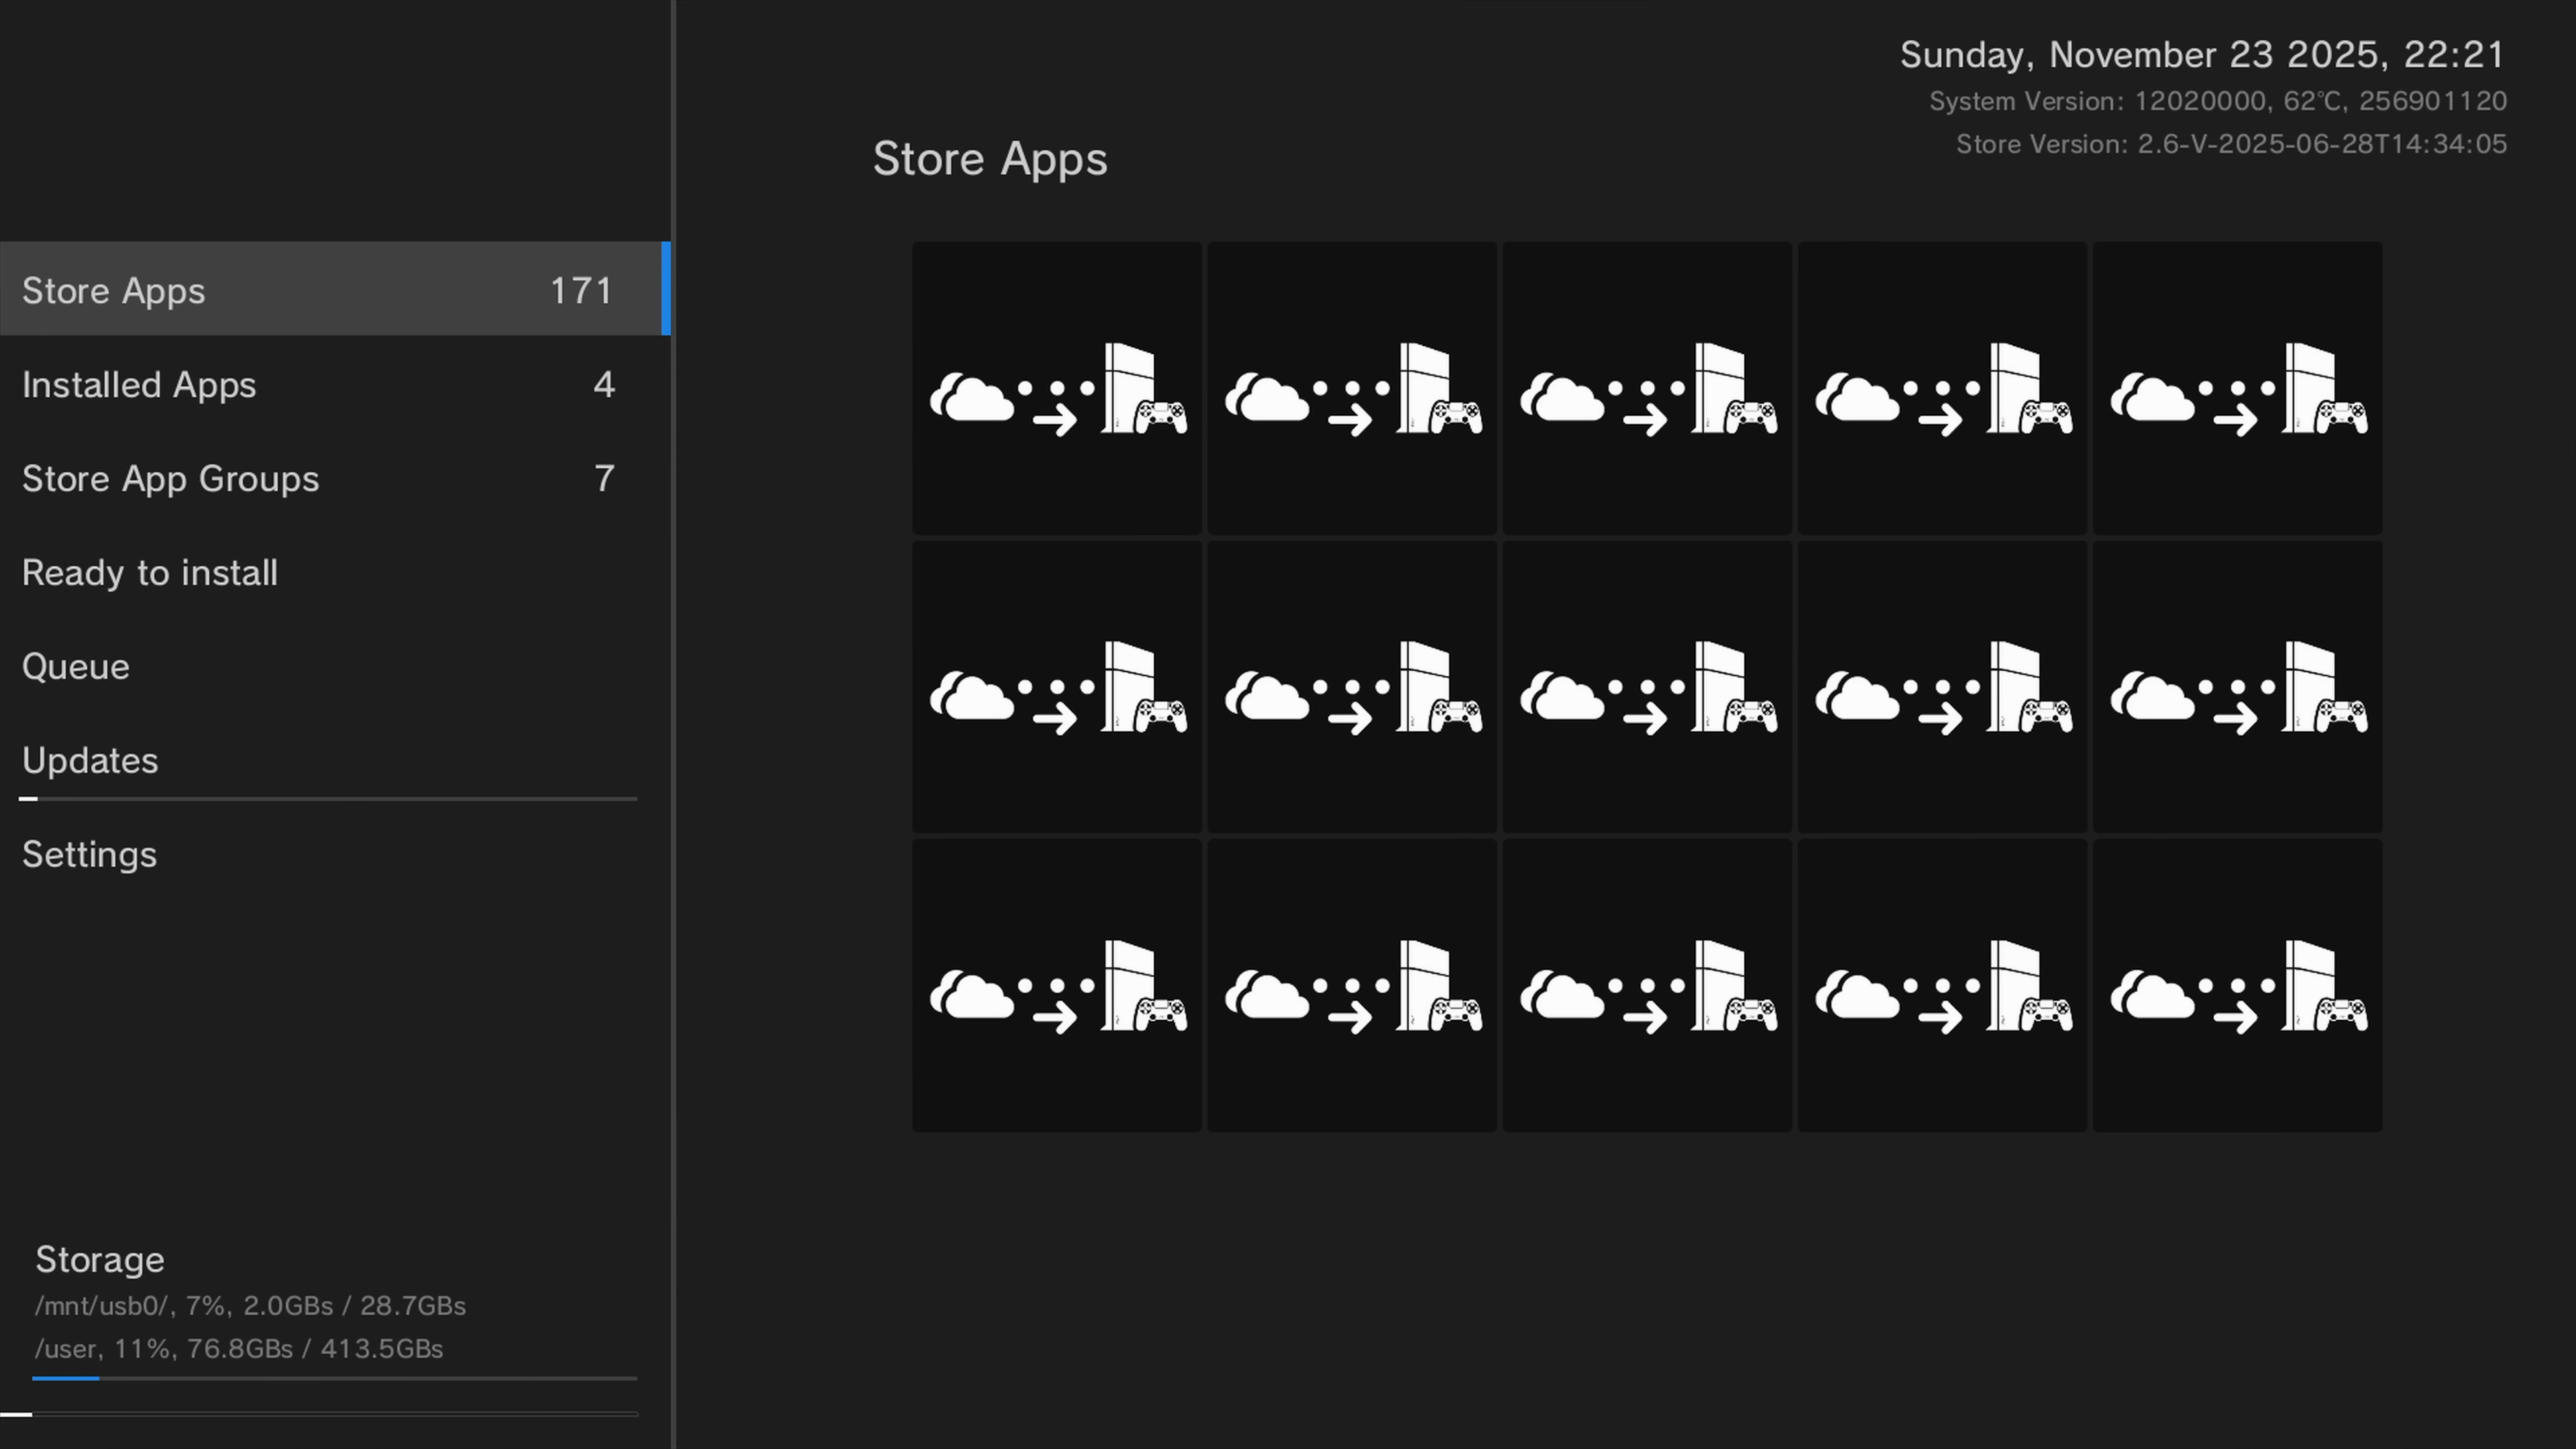 Sunday, November 23 2025, 22:21
System Version: 12020000, 62°C, 256901120
Store Version: 2.6-V-2025-06-28T14:34:05
Store Apps
Store Apps 171
Installed Apps 4
Store App Groups 7
Ready to install
Queue
Updates
Settings
Storage
/mnt/usb0/, 7%, 2.0GBs / 28.7GBs
/user, 11%, 76.8GBs / 413.5GBs